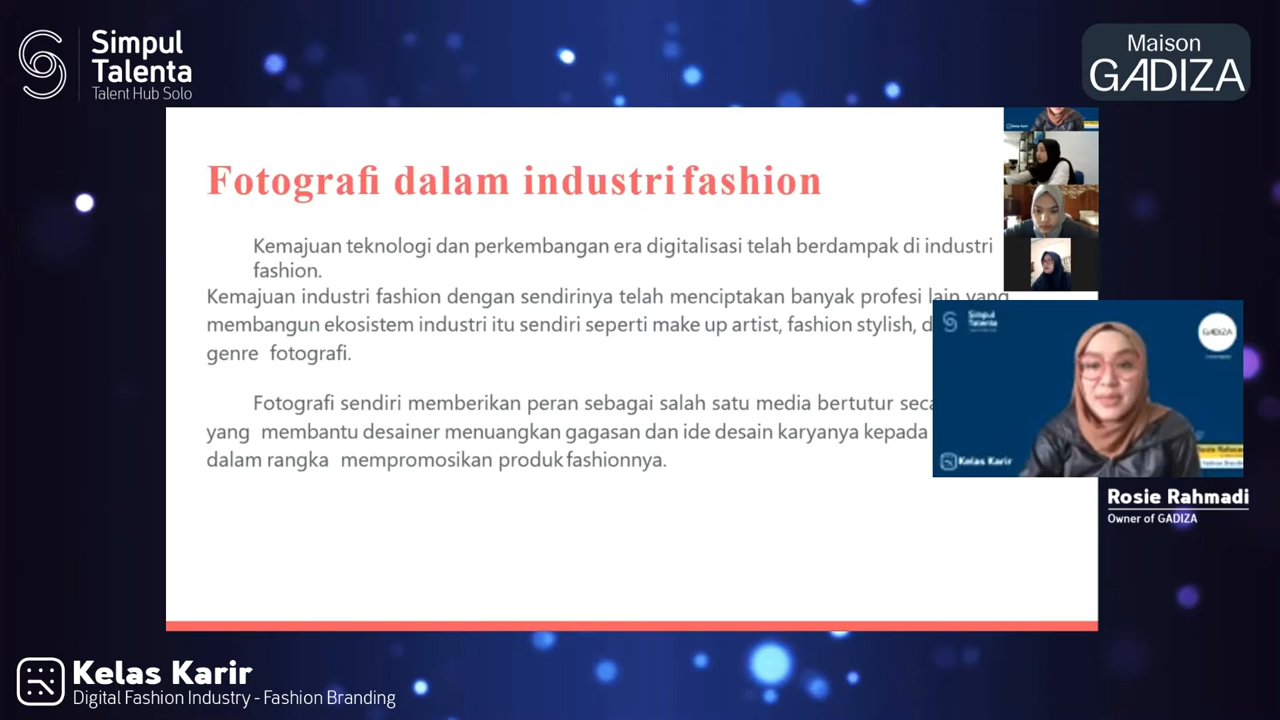 Simpul
Talenta
Talent Hub Solo
Maison
GADIZA
Fotografi dalam industri fashion
Kemajuan teknologi dan perkembangan era digitalisasi telah berdampak di industri
fashion.
Kemajuan industri fashion dengan sendirinya telah menciptakan banyak profesi lain yang
membangun ekosistem industri itu sendiri seperti make up artist, fashion stylish,
genre fotografi.
Fotografi sendiri memberikan peran sebagai salah satu media bertutur
yang membantu desainer menuangkan gagasan dan ide desain karyanya kepada
dalam rangka mempromosikan produk fashionnya.
Simpul
Talenta
GADIZA
Kelas Karir
Rosie Rahmadi
Owner of GADIZA
Kelas Karir
Digital Fashion Industry - Fashion Branding